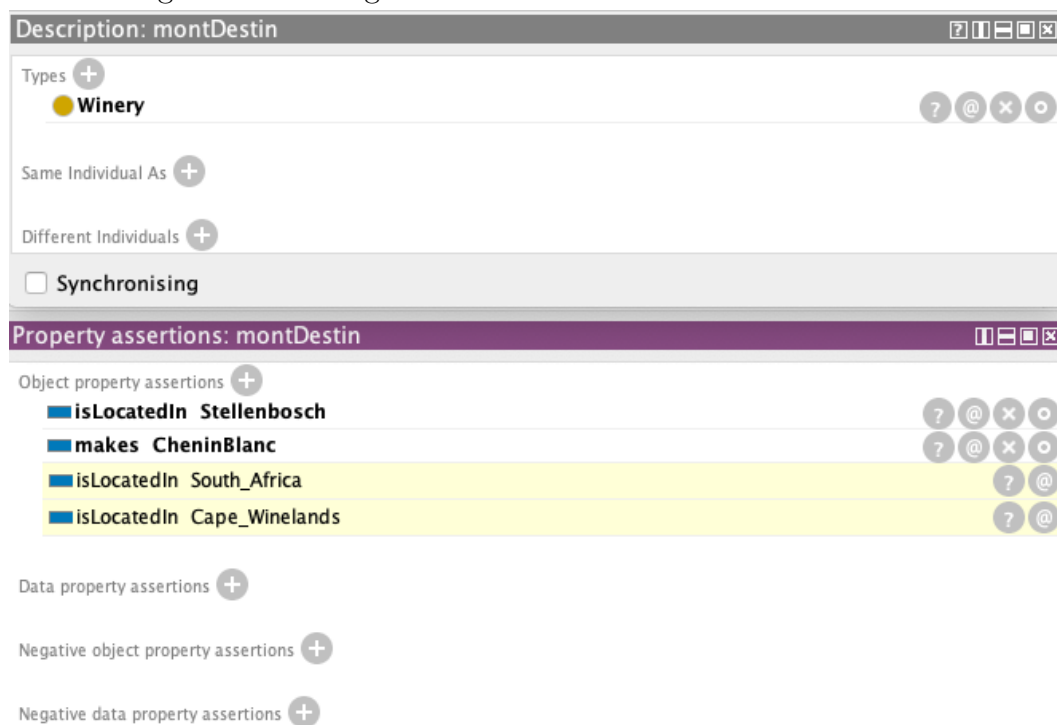 Description: montDestin
Types
Winery
Same Individual As
Different Individuals
Synchronising
Property assertions: montDestin
Object property assertions
isLocatedIn Stellenbosch
makes CheninBlanc
isLocatedIn South_Africa
isLocatedIn Cape_Winelands
Data property assertions
Negative object property assertions
Negative data property assertions